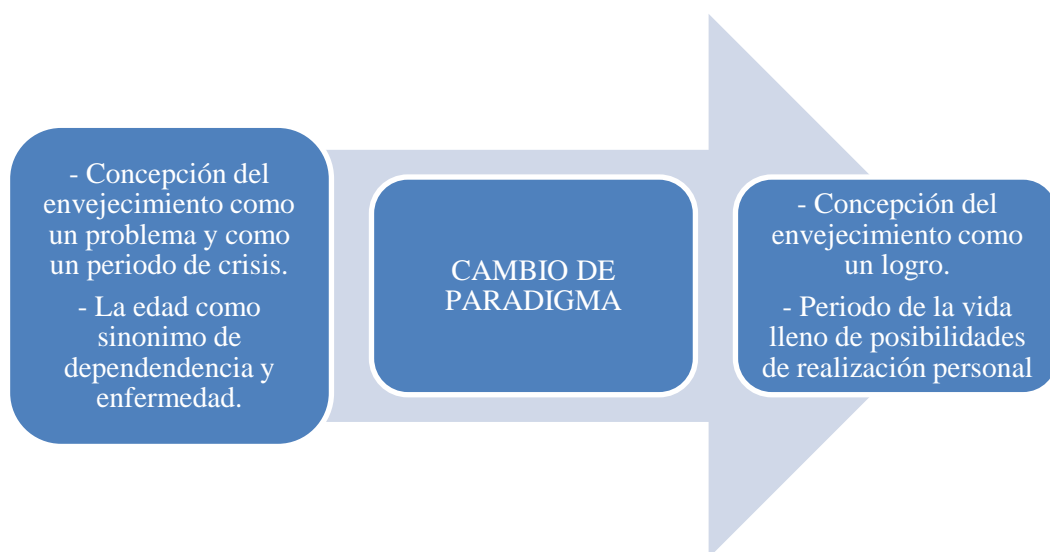 - Concepción del
envejecimiento como
un problema y como
un periodo de crisis.
- La edad como
sinonimo de
dependendencia y
enfermedad.
CAMBIO DE
PARADIGMA
- Concepción del
envejecimiento como
un logro.
- Periodo de la vida
lleno de posibilidades
de realización personal